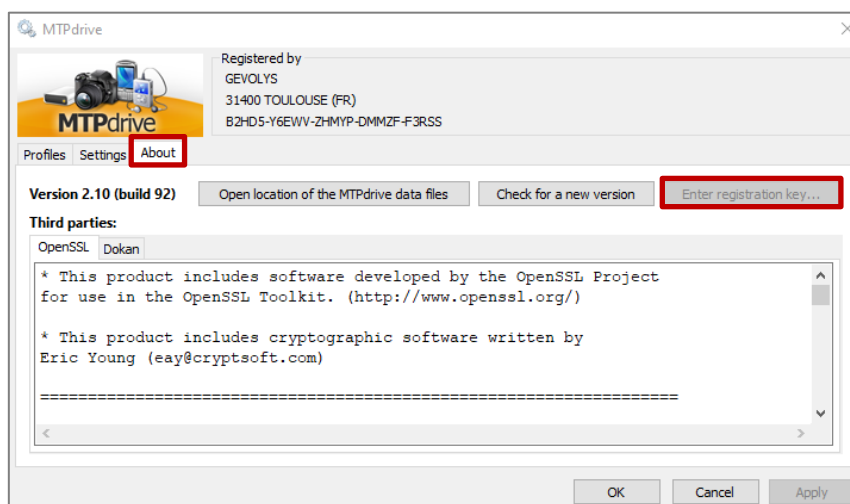 MTPdrive
Registered by
GEVOLYS
31400 TOULOUSE (FR)
B2HD5-Y6EWV-ZHMYP-DMMZF-F3RSS
MTPdrive
Profiles Settings About
Version 2.10 (build 92) Open location of the MTPdrive data files Check for a new version Enter registration key...
Third parties:
OpenSSL Dokan
* This product includes software developed by the OpenSSL Project
for use in the OpenSSL Toolkit. (http://www.openssl.org/)
* This product includes cryptographic software written by
Eric Young (eay@cryptsoft.com)
===================================================================
OK Cancel Apply